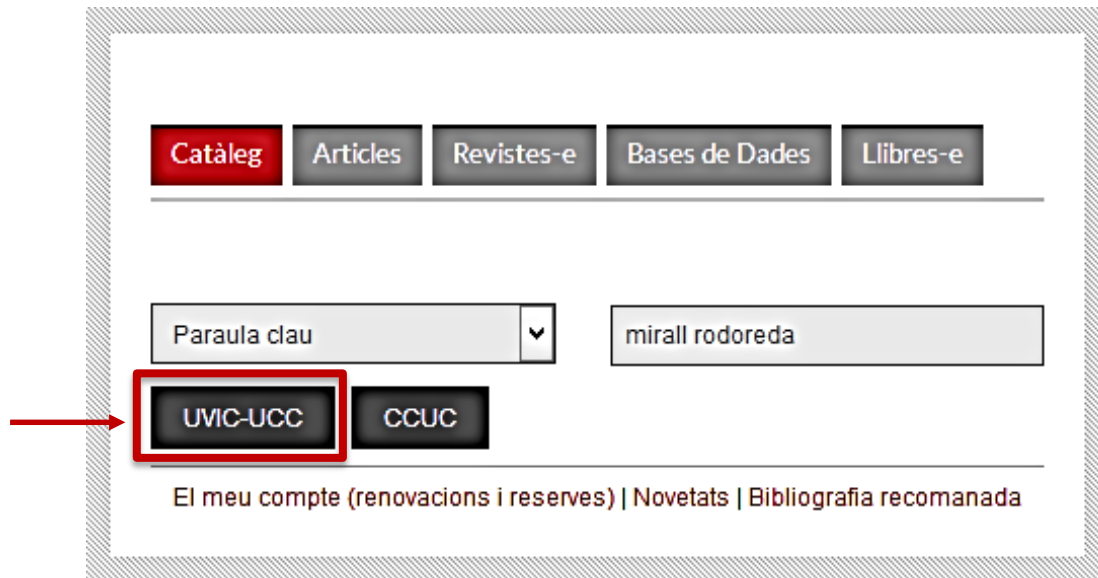 Catàleg Articles Revistes-e Bases de Dades Llibres-e
Paraula clau mirall rodoreda
UVIC-UCC CCUC
El meu compte (renovacions i reserves) | Novetats | Bibliografia recomanada